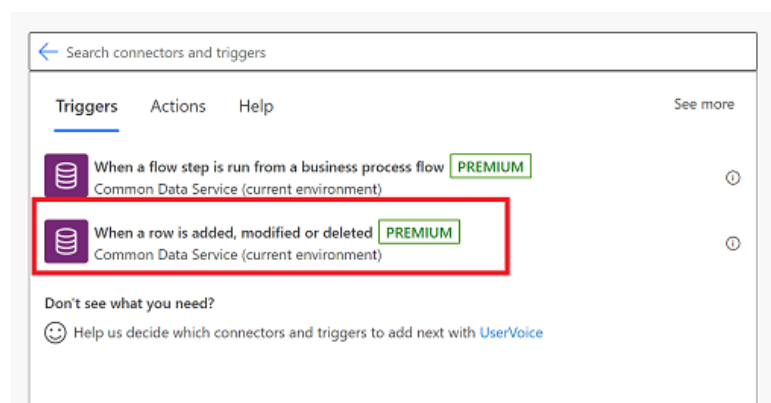 Search connectors and triggers
Triggers Actions Help See more
When a flow step is run from a business process flow PREMIUM
Common Data Service (current environment)
When a row is added, modified or deleted PREMIUM
Common Data Service (current environment)
Don't see what you need?
Help us decide which connectors and triggers to add next with UserVoice